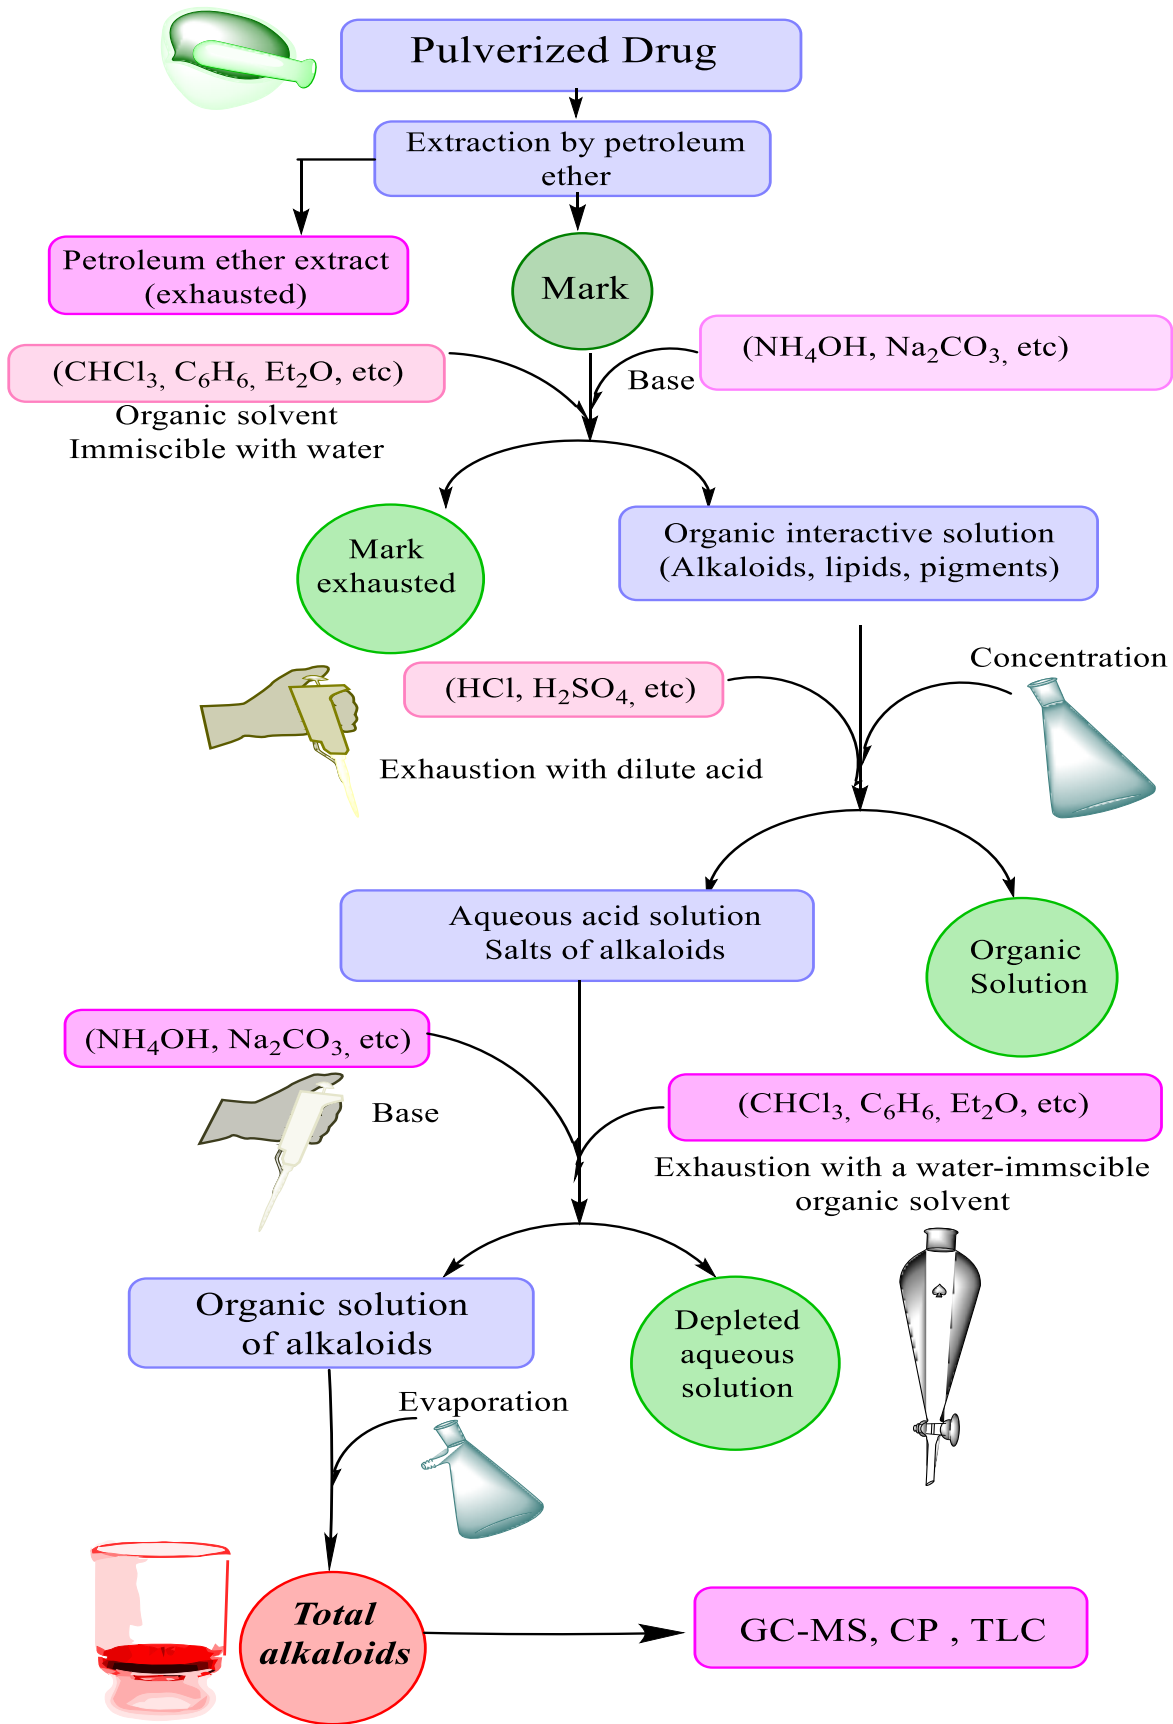 Pulverized Drug
Extraction by petroleum
ether
Petroleum ether extract
(exhausted)
Mark
(NH₄OH, Na₂CO₃, etc)
Base
(CHCl₃, C₆H₆, Et₂O, etc)
Organic solvent
Immiscible with water
Mark
exhausted
Organic interactive solution
(Alkaloids, lipids, pigments)
Concentration
(HCl, H₂SO₄, etc)
Exhaustion with dilute acid
Aqueous acid solution
Salts of alkaloids
Organic
Solution
(NH₄OH, Na₂CO₃, etc)
Base
(CHCl₃, C₆H₆, Et₂O, etc)
Exhaustion with a water-immscible
organic solvent
Organic solution
of alkaloids
Depleted
aqueous
solution
Evaporation
Total
alkaloids
GC-MS, CP , TLC